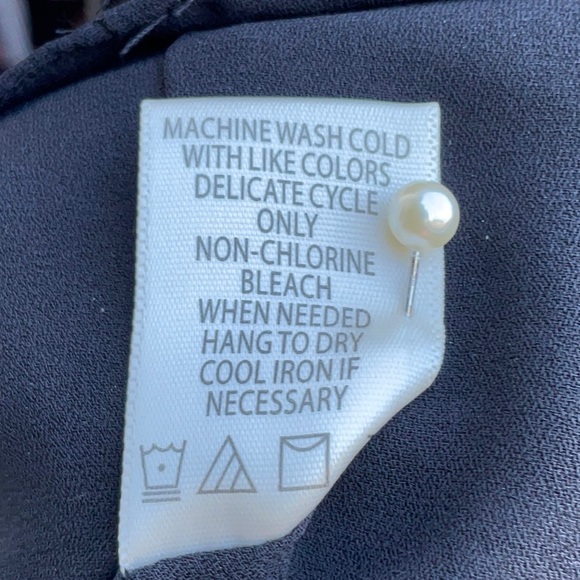 MACHINE WASH COLD
WITH LIKE COLORS
DELICATE CYCLE
ONLY
NON-CHLORINE
BLEACH
WHEN NEEDED
HANG TO DRY
COOL IRON IF
NECESSARY